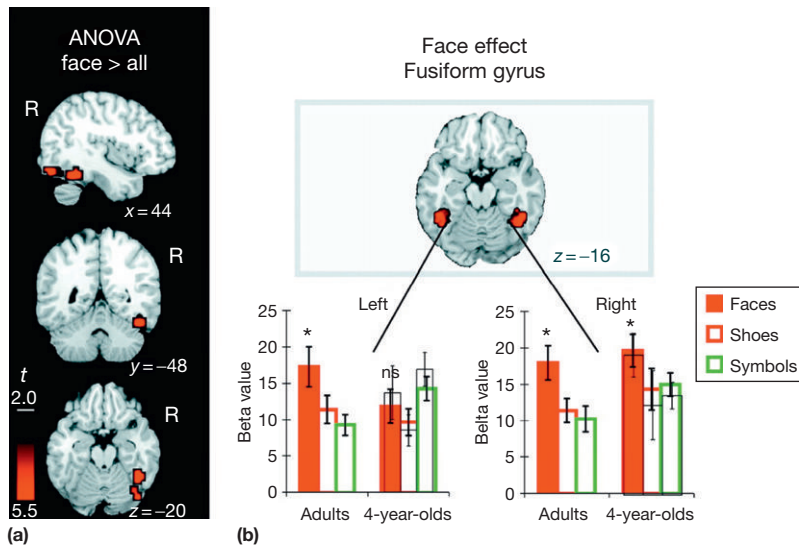 ANOVA
face > all
R
x = 44
R
y = −48
t
2.0
R
5.5
z = −20
(a)
Face effect
Fusiform gyrus
z = −16
Left
Right
Faces
Shoes
Symbols
Beta value
25
20
15
10
5
0
*
ns
Adults
4-year-olds
Belta value
25
20
15
10
5
0
*
*
Adults
4-year-olds
(b)